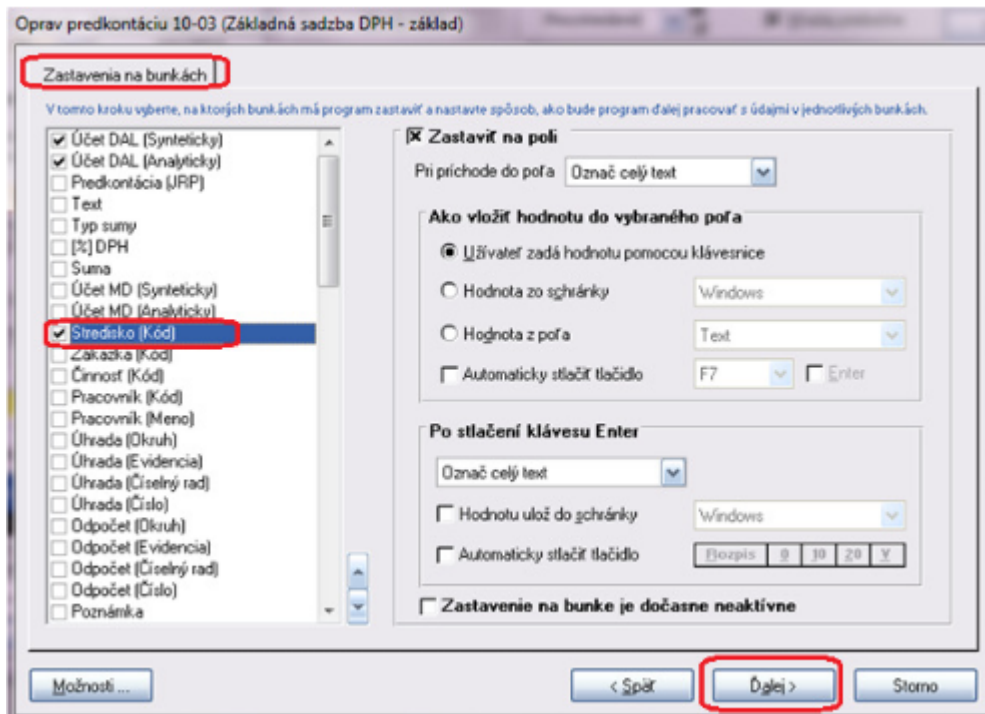 Oprav predkontáciu 10-03 (Základná sadzba DPH - základ)
Zastavenia na bunkách
V tomto kroku vyberte, na ktorých bunkách má program zastaviť a nastavte spôsob, ako bude program ďalej pracovať s údajmi v jednotlivých bunkách.
Účet DAL (Synteticky)
Účet DAL (Analyticky)
Predkontácia (JRP)
Text
Typ sumy
[%] DPH
Suma
Účet MD (Synteticky)
Účet MD (Analyticky)
Stredisko (Kód)
Zákazka (Kód)
Činnosť (Kód)
Pracovník (Kód)
Pracovník (Meno)
Úhrada (Okruh)
Úhrada (Evidencia)
Úhrada (Číselný rad)
Úhrada (Číslo)
Odpočet (Okruh)
Odpočet (Evidencia)
Odpočet (Číselný rad)
Odpočet (Číslo)
Poznámka
Zastaviť na poli
Pri príchode do poľa Označ celý text
Ako vložiť hodnotu do vybraného poľa
Užívateľ zadá hodnotu pomocou klávesnice
Hodnota zo schránky Windows
Hodnota z poľa Text
Automaticky stlačiť tlačidlo F7 Enter
Po stlačení klávesu Enter
Označ celý text
Hodnotu ulož do schránky Windows
Automaticky stlačiť tlačidlo Rozpis 0 10 20 V
Zastavenie na bunke je dočasne neaktívne
Možnosti ... < Späť Ďalej > Storno